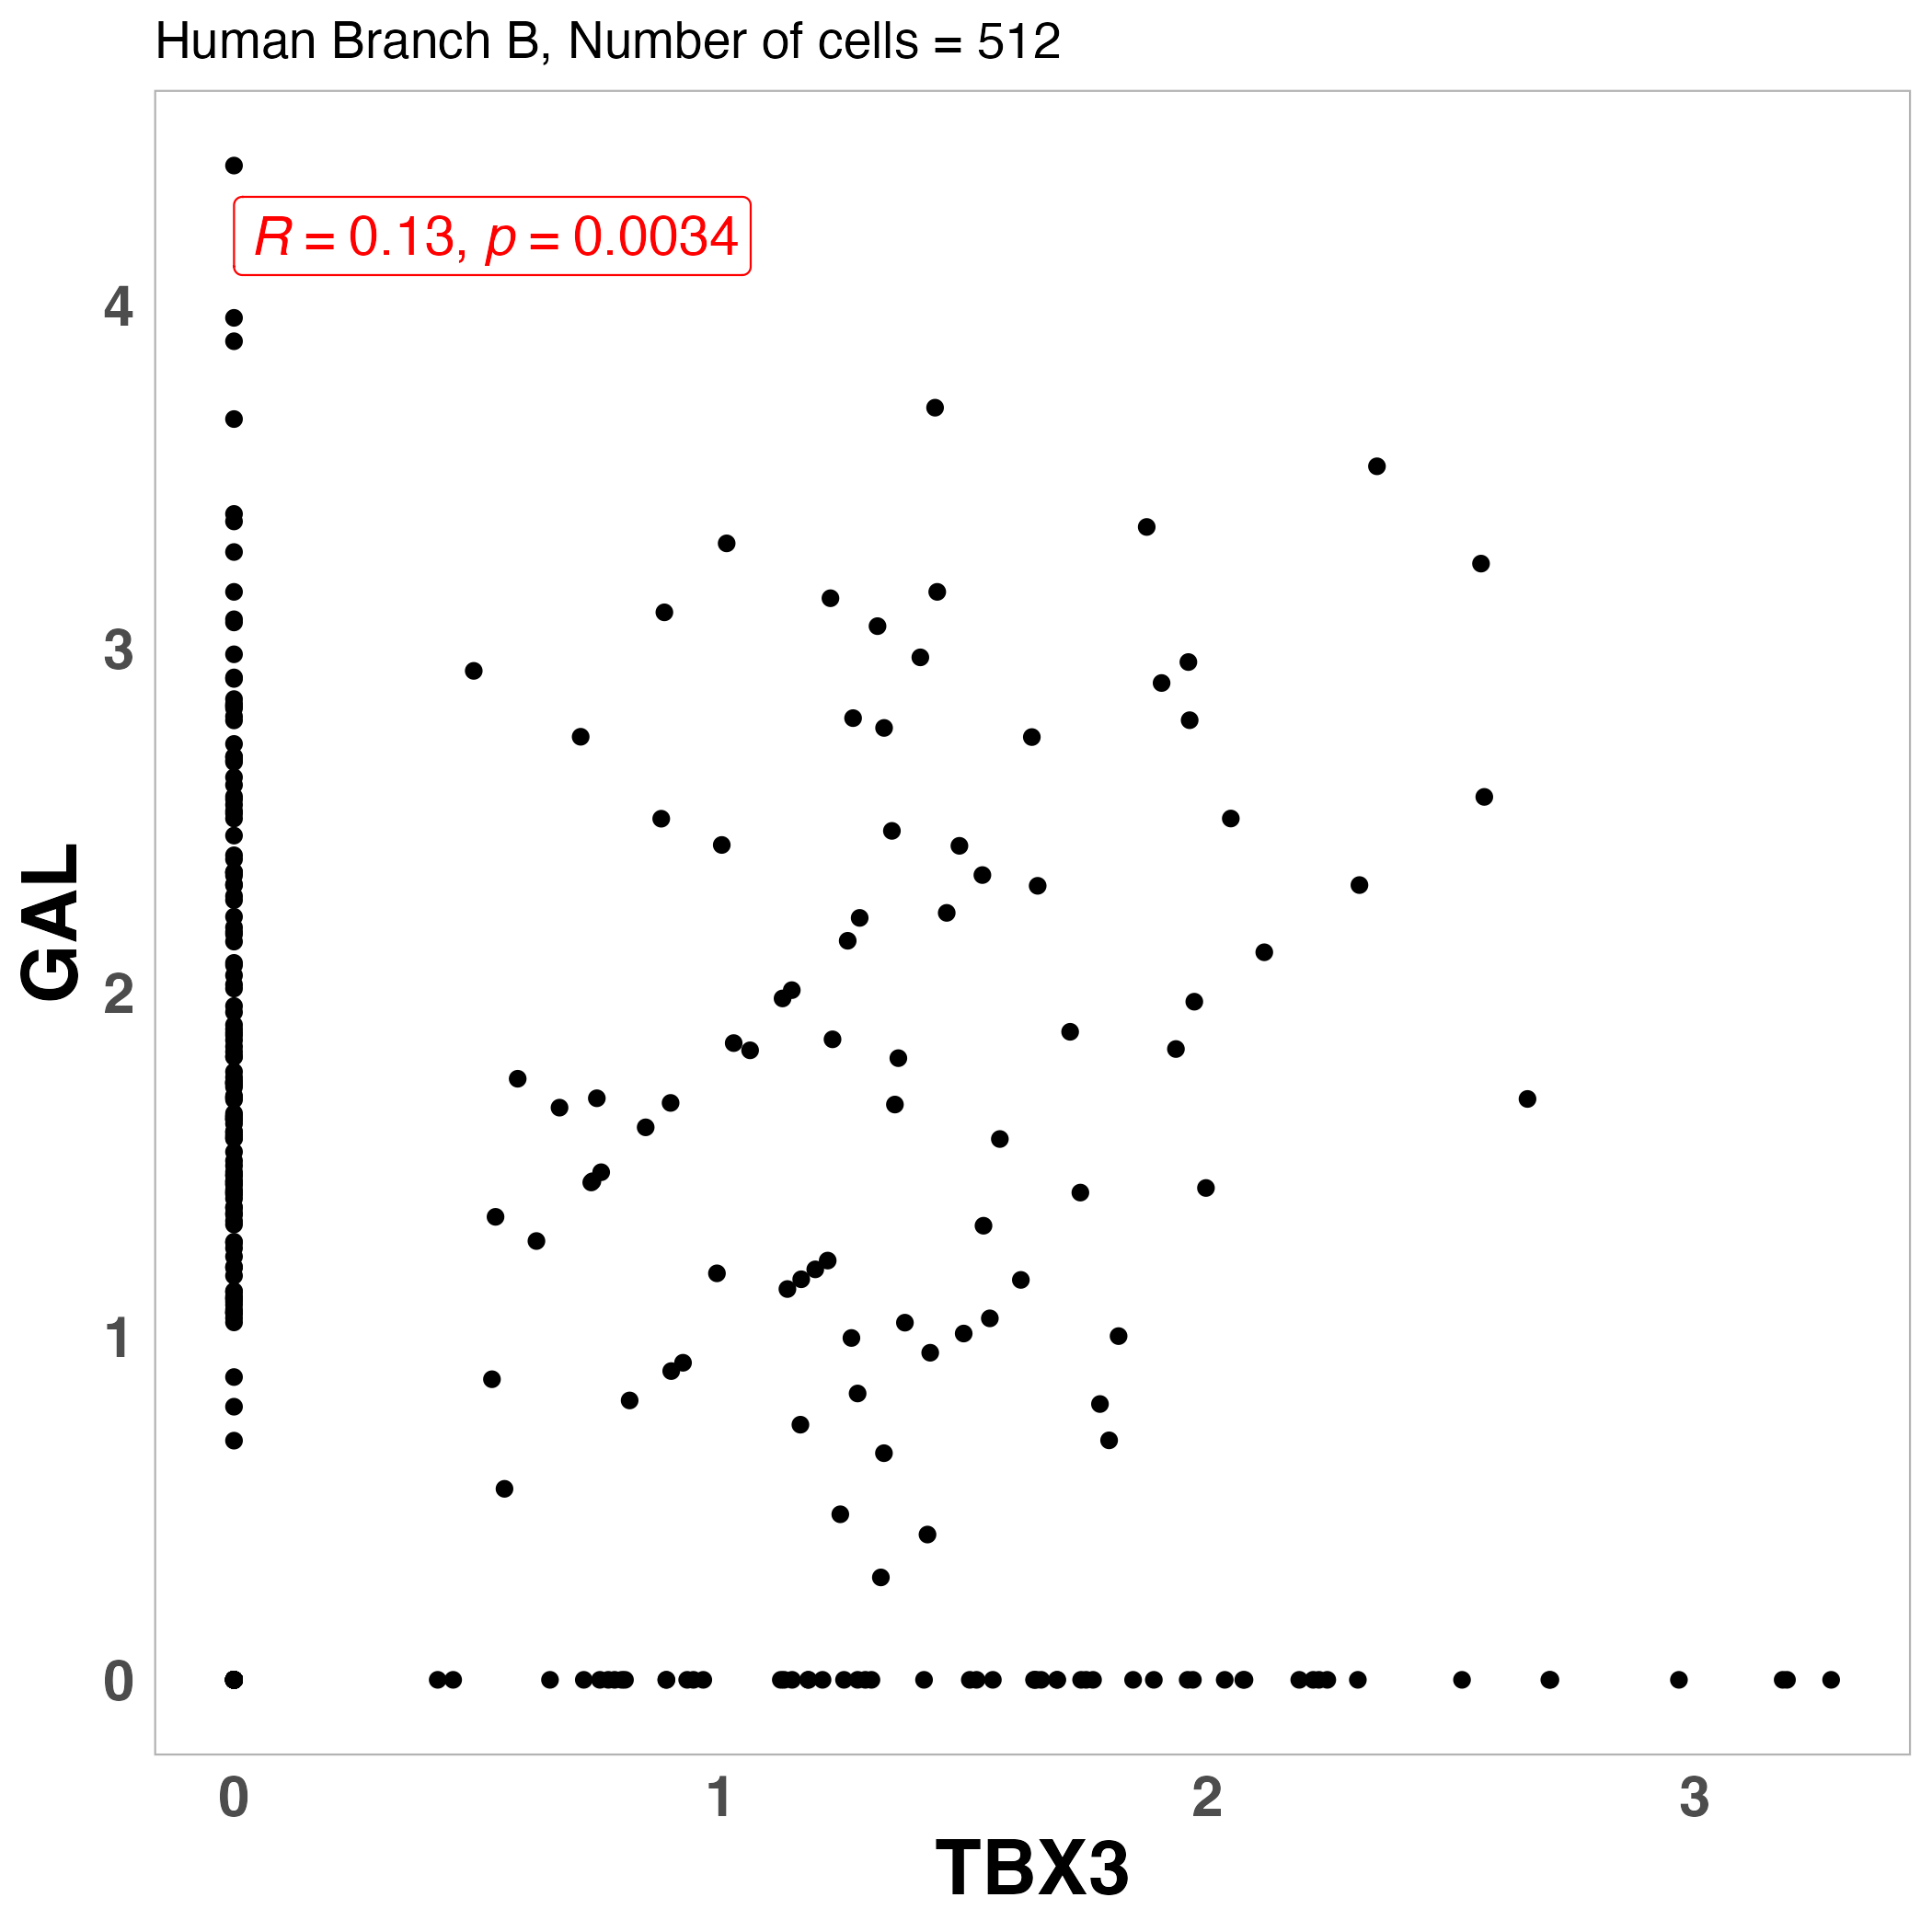 Human Branch B, Number of cells = 512
R = 0.13, p = 0.0034
4
3
2
1
0
GAL
0 1 2 3
TBX3